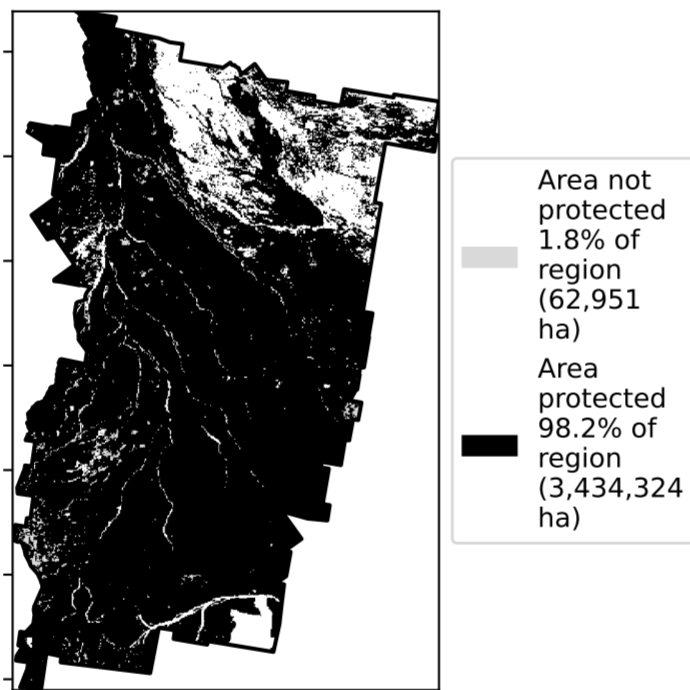 Area not
protected
1.8% of
region
(62,951
ha)
Area
protected
98.2% of
region
(3,434,324
ha)